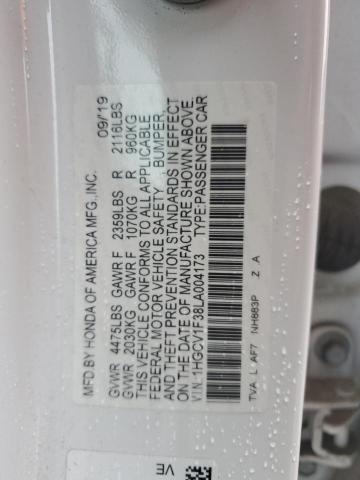 MFD.BY HONDA OF AMERICA MFG.,INC. 09/19
GVWR 4475LBS GAWR F 2359LBS R 2116LBS
GVWR 2030KG GAWR F 1070KG R 960KG
THIS VEHICLE CONFORMS TO ALL APPLICABLE
FEDERAL MOTOR VEHICLE SAFETY, BUMPER,
AND THEFT PREVENTION STANDARDS IN EFFECT
ON THE DATE OF MANUFACTURE SHOWN ABOVE.
V.I.N. 1HGCV1F38LA004173 TYPE:PASSENGER CAR
TVA L AF7 NH883P Z A
VE